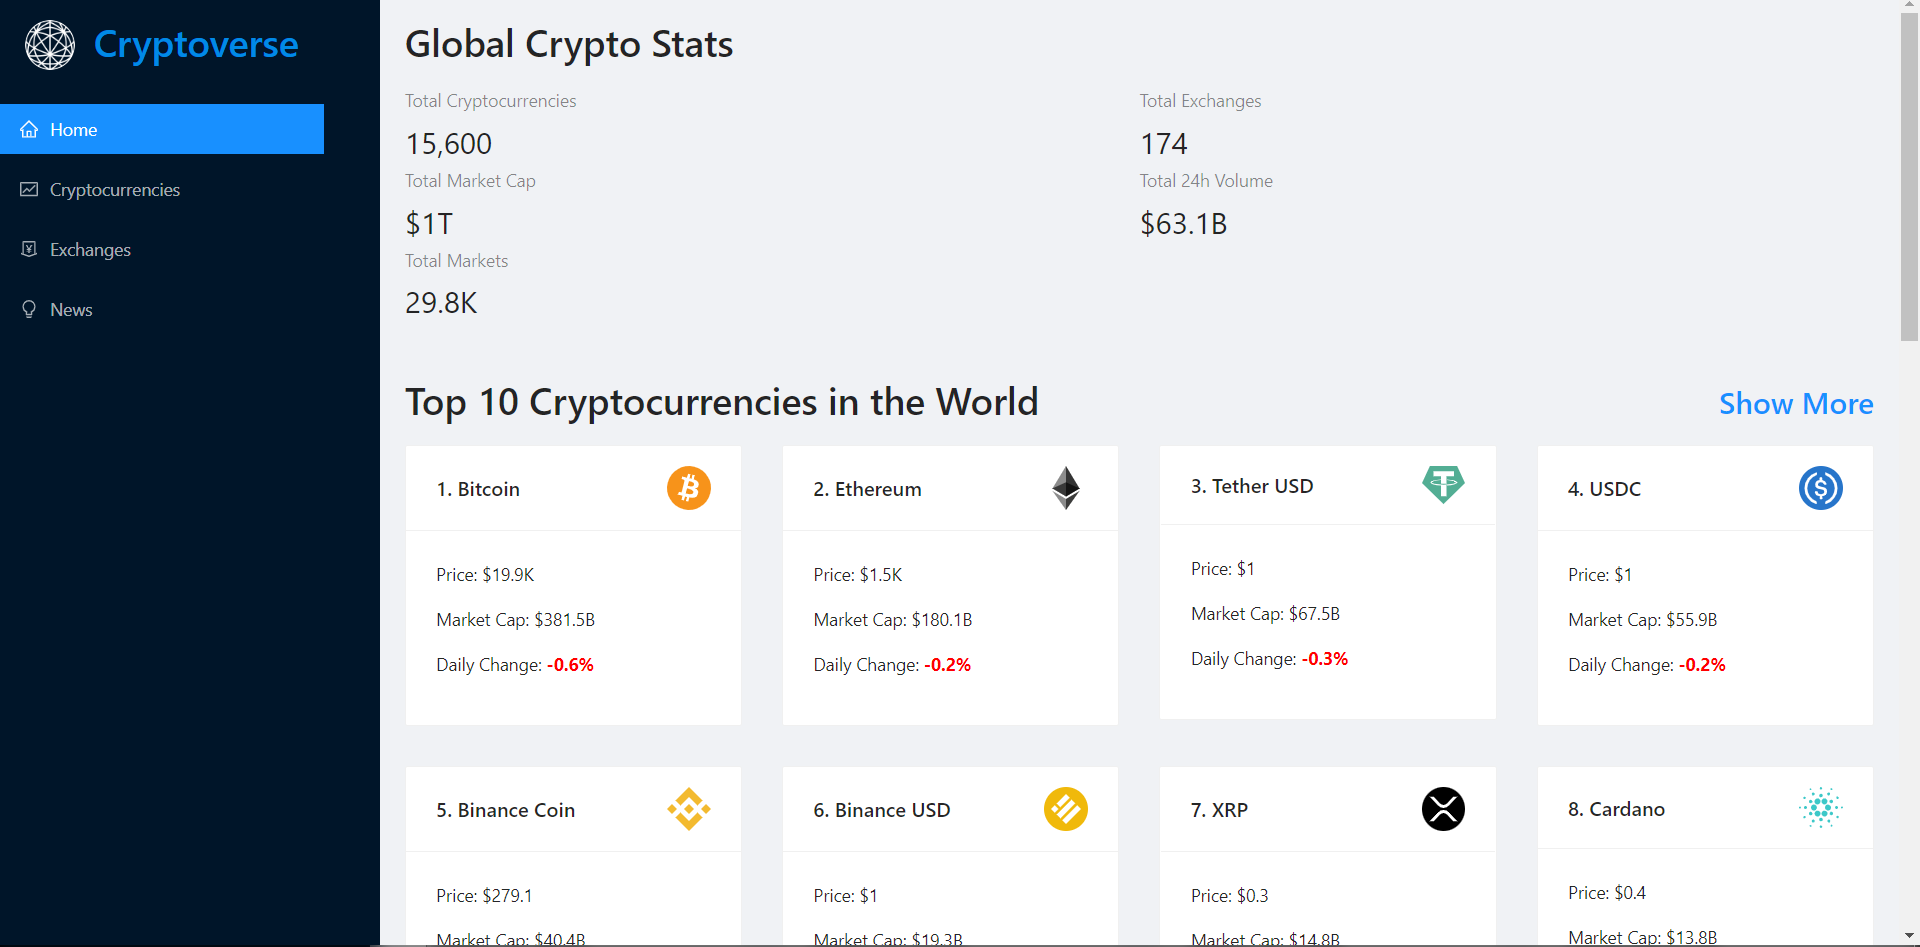 Cryptoverse
Home
Cryptocurrencies
Exchanges
News
Global Crypto Stats
Total Cryptocurrencies
15,600
Total Exchanges
174
Total Market Cap
$1T
Total 24h Volume
$63.1B
Total Markets
29.8K
Top 10 Cryptocurrencies in the World
Show More
1. Bitcoin
Price: $19.9K
Market Cap: $381.5B
Daily Change: -0.6%
2. Ethereum
Price: $1.5K
Market Cap: $180.1B
Daily Change: -0.2%
3. Tether USD
Price: $1
Market Cap: $67.5B
Daily Change: -0.3%
4. USDC
Price: $1
Market Cap: $55.9B
Daily Change: -0.2%
5. Binance Coin
Price: $279.1
Market Cap: $40.4B
6. Binance USD
Price: $1
Market Cap: $19.3B
7. XRP
Price: $0.3
Market Cap: $14.8B
8. Cardano
Price: $0.4
Market Cap: $13.8B